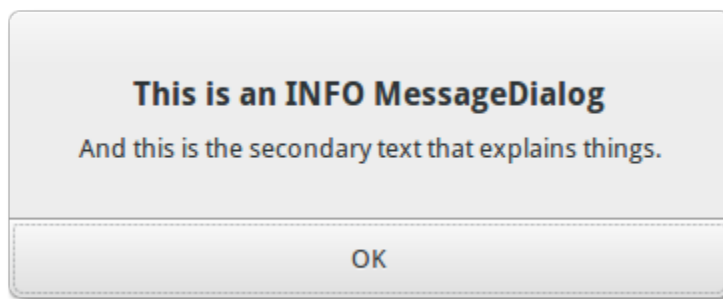 This is an INFO MessageDialog
And this is the secondary text that explains things.
OK